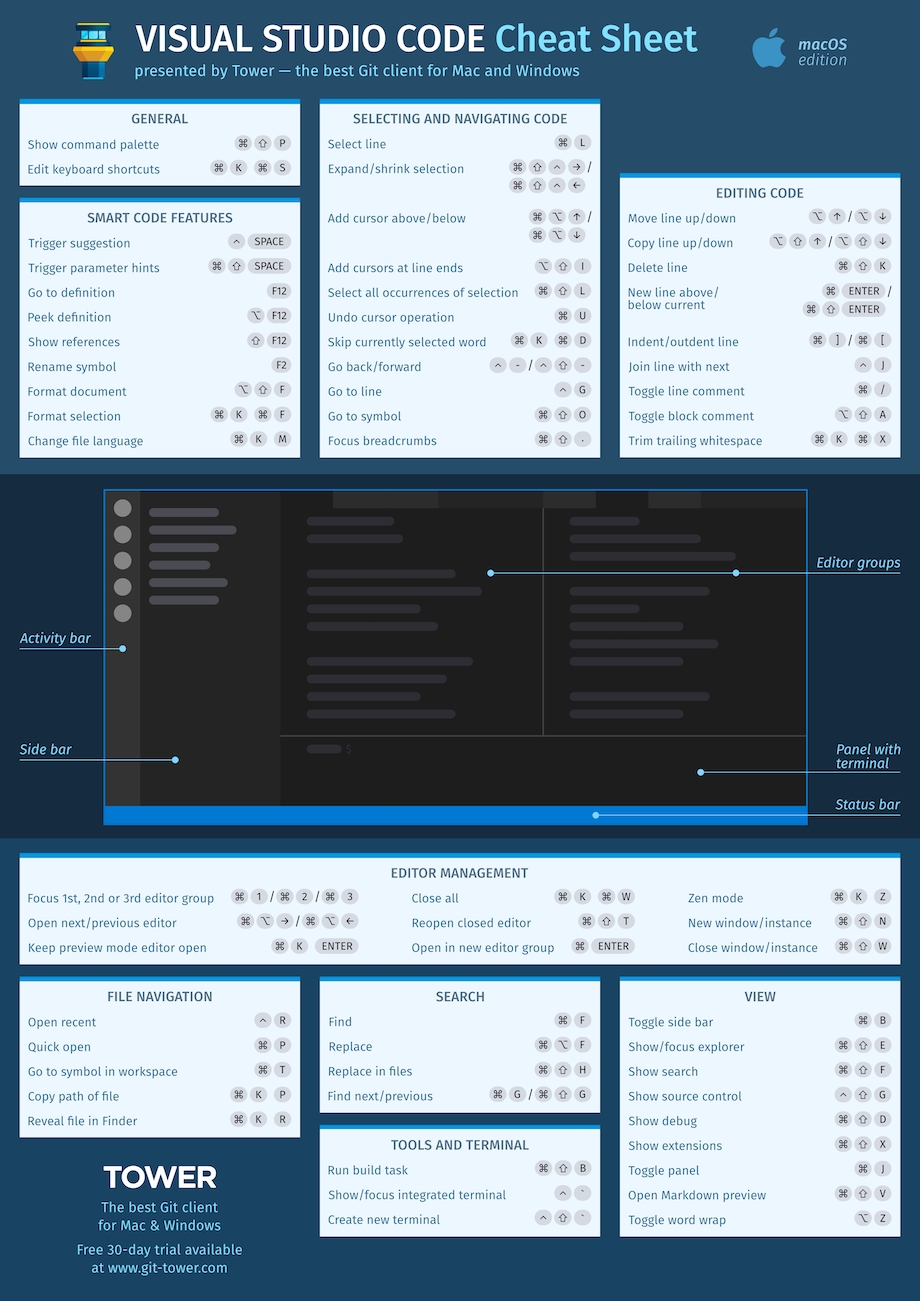 VISUAL STUDIO CODE Cheat Sheet
presented by Tower — the best Git client for Mac and Windows
macOS
edition
GENERAL
Show command palette ⌘ ⇧ P
Edit keyboard shortcuts ⌘ K ⌘ S
SMART CODE FEATURES
Trigger suggestion ^ SPACE
Trigger parameter hints ⌘ ⇧ SPACE
Go to definition F12
Peek definition ⌥ F12
Show references ⇧ F12
Rename symbol F2
Format document ⌥ ⇧ F
Format selection ⌘ K ⌘ F
Change file language ⌘ K M
SELECTING AND NAVIGATING CODE
Select line ⌘ L
Expand/shrink selection ⌘ ⇧ ^ → /
⌘ ⇧ ^ ←
Add cursor above/below ⌘ ⌥ ↑ /
⌘ ⌥ ↓
Add cursors at line ends ⌥ ⇧ I
Select all occurrences of selection ⌘ ⇧ L
Undo cursor operation ⌘ U
Skip currently selected word ⌘ K ⌘ D
Go back/forward ^ - / ^ ⇧ -
Go to line ^ G
Go to symbol ⌘ ⇧ O
Focus breadcrumbs ⌘ ⇧ .
EDITING CODE
Move line up/down ⌥ ↑ / ⌥ ↓
Copy line up/down ⌥ ⇧ ↑ / ⌥ ⇧ ↓
Delete line ⌘ ⇧ K
New line above/ ⌘ ENTER /
below current ⌘ ⇧ ENTER
Indent/outdent line ⌘ ] / ⌘ [
Join line with next ^ J
Toggle line comment ⌘ /
Toggle block comment ⌥ ⇧ A
Trim trailing whitespace ⌘ K ⌘ X
Editor groups
Activity bar
Side bar
$
Panel with
terminal
Status bar
EDITOR MANAGEMENT
Focus 1st, 2nd or 3rd editor group ⌘ 1 / ⌘ 2 / ⌘ 3
Open next/previous editor ⌘ ⌥ → / ⌘ ⌥ ←
Keep preview mode editor open ⌘ K ENTER
Close all ⌘ K ⌘ W
Reopen closed editor ⌘ ⇧ T
Open in new editor group ⌘ ENTER
Zen mode ⌘ K Z
New window/instance ⌘ ⇧ N
Close window/instance ⌘ ⇧ W
FILE NAVIGATION
Open recent ^ R
Quick open ⌘ P
Go to symbol in workspace ⌘ T
Copy path of file ⌘ K P
Reveal file in Finder ⌘ K R
SEARCH
Find ⌘ F
Replace ⌘ ⌥ F
Replace in files ⌘ ⇧ H
Find next/previous ⌘ G / ⌘ ⇧ G
TOOLS AND TERMINAL
Run build task ⌘ ⇧ B
Show/focus integrated terminal ^ `
Create new terminal ^ ⇧ `
VIEW
Toggle side bar ⌘ B
Show/focus explorer ⌘ ⇧ E
Show search ⌘ ⇧ F
Show source control ^ ⇧ G
Show debug ⌘ ⇧ D
Show extensions ⌘ ⇧ X
Toggle panel ⌘ J
Open Markdown preview ⌘ ⇧ V
Toggle word wrap ⌥ Z
TOWER
The best Git client
for Mac & Windows
Free 30-day trial available
at www.git-tower.com